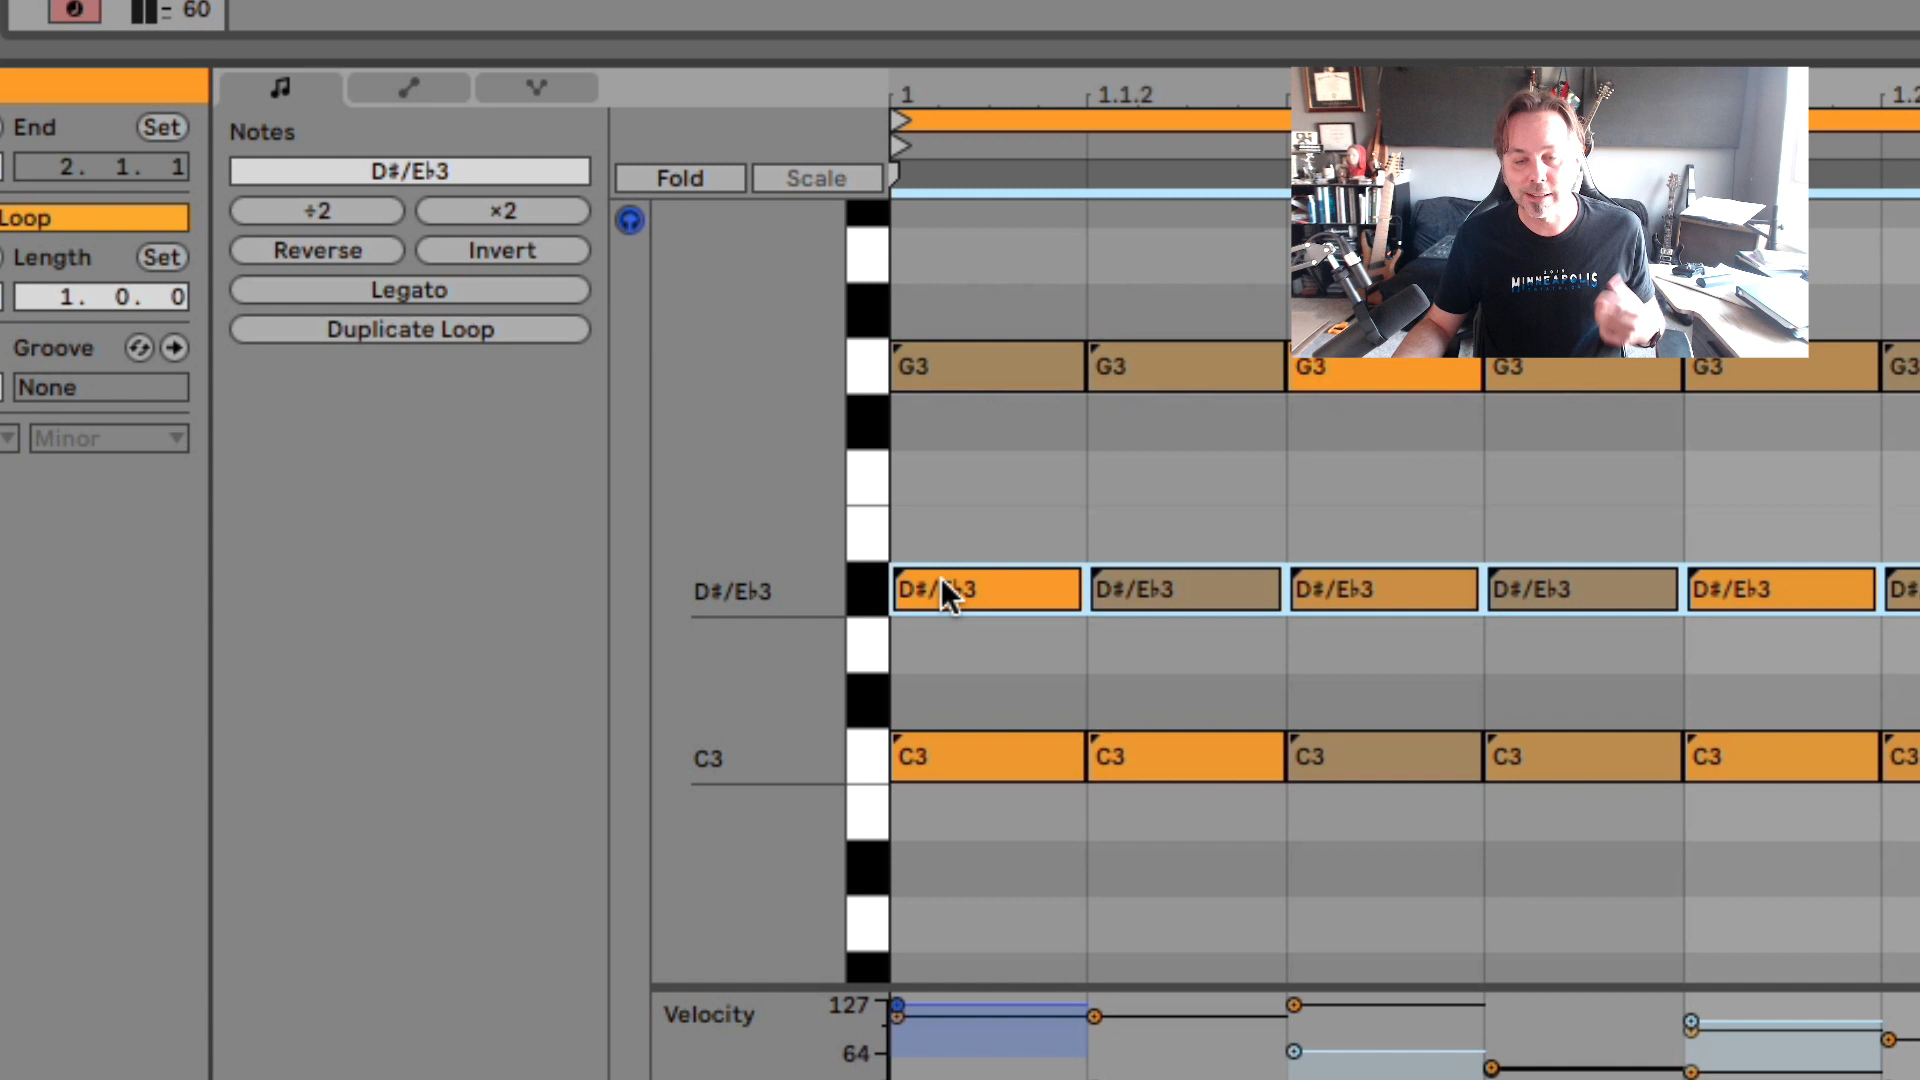 60
End Set
2. 1. 1
Loop
Length Set
1. 0. 0
Groove
None
Minor
Notes
D♯/E♭3
÷2 ×2
Reverse Invert
Legato
Duplicate Loop
Fold Scale
1 1.1.2 1.2
MINNEAPOLIS
G3 G3 G3 G3 G3 G3
D♯/E♭3 D♯/E♭3 D♯/E♭3 D♯/E♭3 D♯/E♭3 D♯
C3 C3 C3 C3 C3 C3 C3
Velocity 127
64